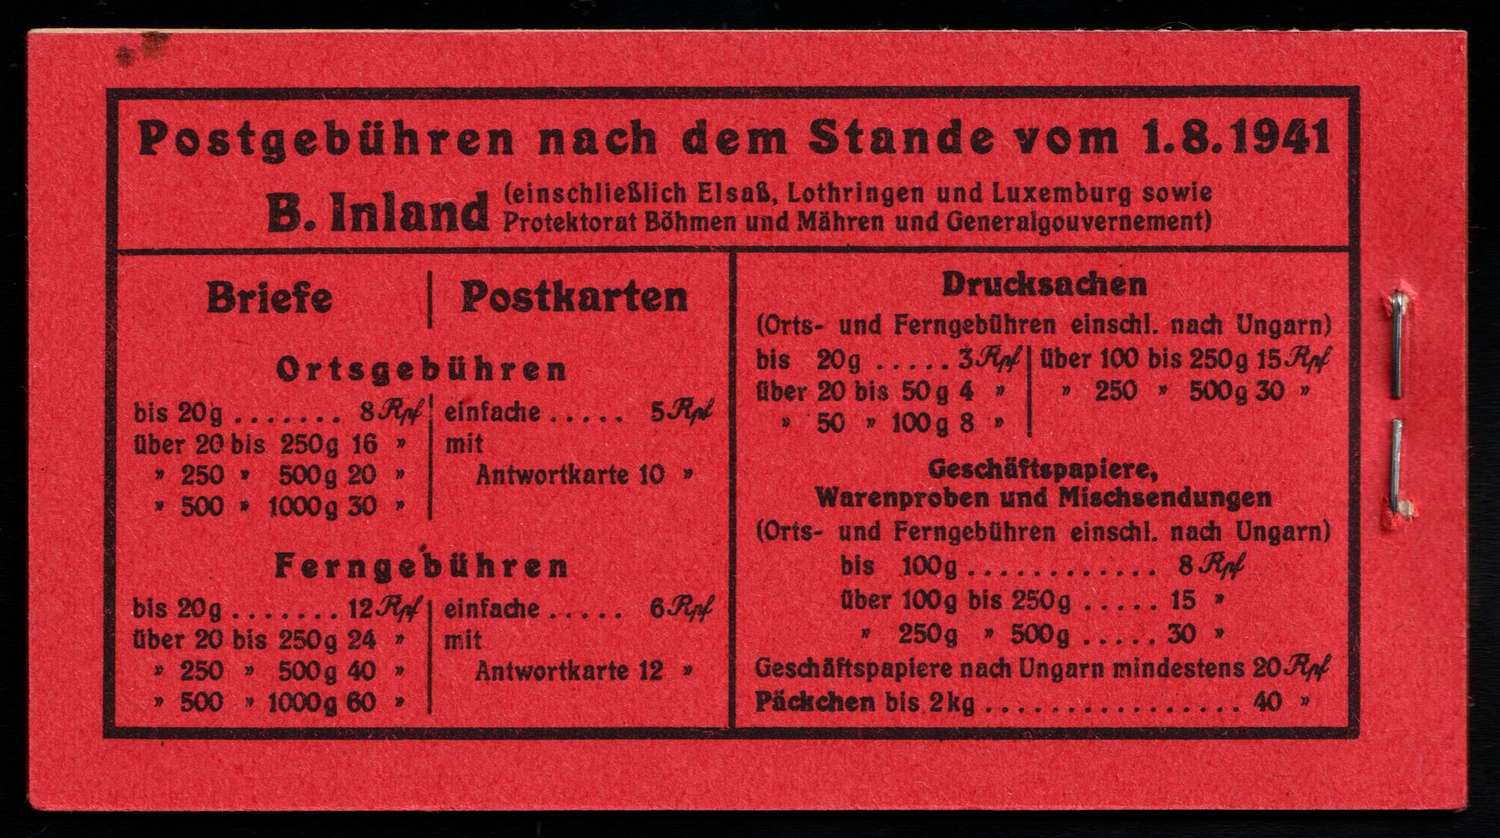 Postgebühren nach dem Stande vom 1.8.1941
B. Inland (einschließlich Elsaß, Lothringen und Luxemburg sowie
Protektorat Böhmen und Mähren und Generalgouvernement)
Briefe | Postkarten
Ortsgebühren
bis 20g ....... 8 Rpf | einfache ..... 5 Rpf
über 20 bis 250g 16 " | mit
" 250 " 500g 20 " | Antwortkarte 10 "
" 500 " 1000g 30 "
Ferngebühren
bis 20g ....... 12 Rpf | einfache ..... 6 Rpf
über 20 bis 250g 24 " | mit
" 250 " 500g 40 " | Antwortkarte 12 "
" 500 " 1000g 60 "
Drucksachen
(Orts- und Ferngebühren einschl. nach Ungarn)
bis 20g ..... 3 Rpf | über 100 bis 250g 15 Rpf
über 20 bis 50g 4 " | " 250 " 500g 30 "
" 50 " 100g 8 "
Geschäftspapiere,
Warenproben und Mischsendungen
(Orts- und Ferngebühren einschl. nach Ungarn)
bis 100g ............ 8 Rpf
über 100g bis 250g ..... 15 "
" 250g " 500g ..... 30 "
Geschäftspapiere nach Ungarn mindestens 20 Rpf
Päckchen bis 2kg ................. 40 "